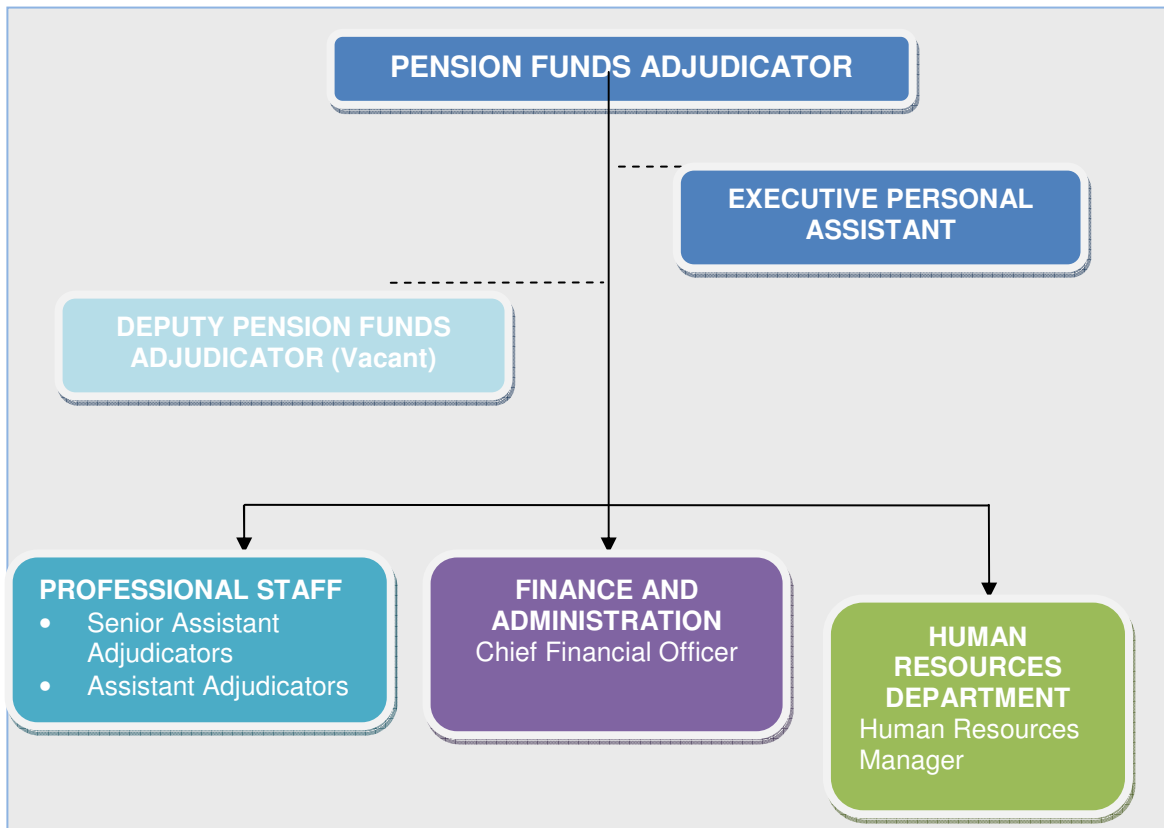 PENSION FUNDS ADJUDICATOR
EXECUTIVE PERSONAL
ASSISTANT
DEPUTY PENSION FUNDS
ADJUDICATOR (Vacant)
PROFESSIONAL STAFF
• Senior Assistant
Adjudicators
• Assistant Adjudicators
FINANCE AND
ADMINISTRATION
Chief Financial Officer
HUMAN
RESOURCES
DEPARTMENT
Human Resources
Manager